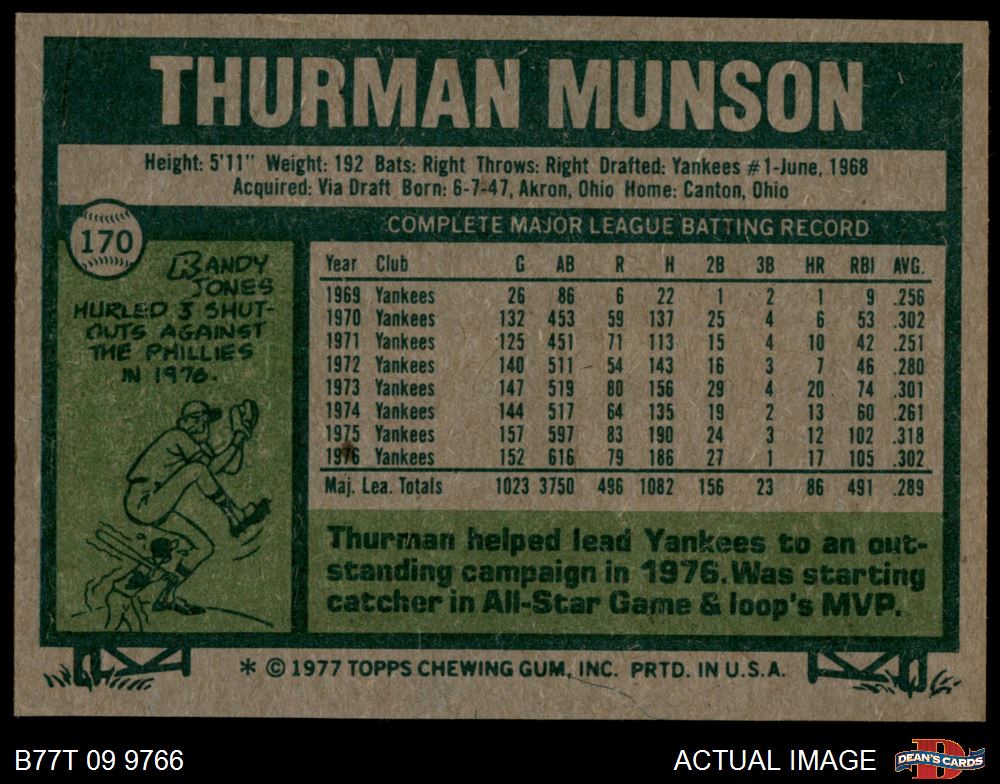 THURMAN MUNSON
Height: 5'11" Weight: 192 Bats: Right Throws: Right Drafted: Yankees #1-June, 1968
Acquired: Via Draft Born: 6-7-47, Akron, Ohio Home: Canton, Ohio
170
RANDY
JONES
HURLED 3 SHUT-
OUTS AGAINST
THE PHILLIES
IN 1976.
COMPLETE MAJOR LEAGUE BATTING RECORD
Year Club G AB R H 2B 3B HR RBI AVG.
1969 Yankees 26 86 6 22 1 2 1 9 .256
1970 Yankees 132 453 59 137 25 4 6 53 .302
1971 Yankees 125 451 71 113 15 4 10 42 .251
1972 Yankees 140 511 54 143 16 3 7 46 .280
1973 Yankees 147 519 80 156 29 4 20 74 .301
1974 Yankees 144 517 64 135 19 2 13 60 .261
1975 Yankees 157 597 83 190 24 3 12 102 .318
1976 Yankees 152 616 79 186 27 1 17 105 .302
Maj. Lea. Totals 1023 3750 496 1082 156 23 86 491 .289
Thurman helped lead Yankees to an out-
standing campaign in 1976. Was starting
catcher in All-Star Game & loop's MVP.
* © 1977 TOPPS CHEWING GUM, INC. PRTD. IN U.S.A.
B77T 09 9766
ACTUAL IMAGE
D
DEAN'S CARDS